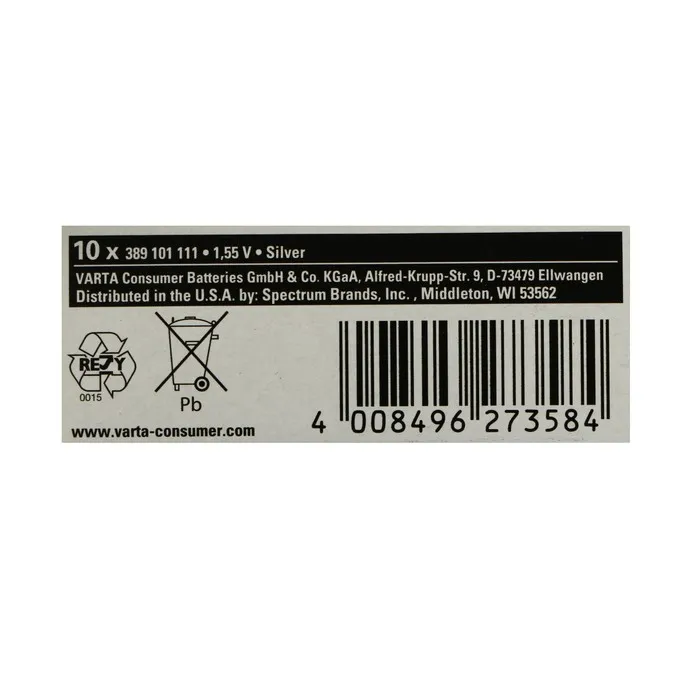 10 x 389 101 111 • 1,55 V • Silver
VARTA Consumer Batteries GmbH & Co. KGaA, Alfred-Krupp-Str. 9, D-73479 Ellwangen
Distributed in the U.S.A. by: Spectrum Brands, Inc. , Middleton, WI 53562
0015
Pb
www.varta-consumer.com
4 008496 273584